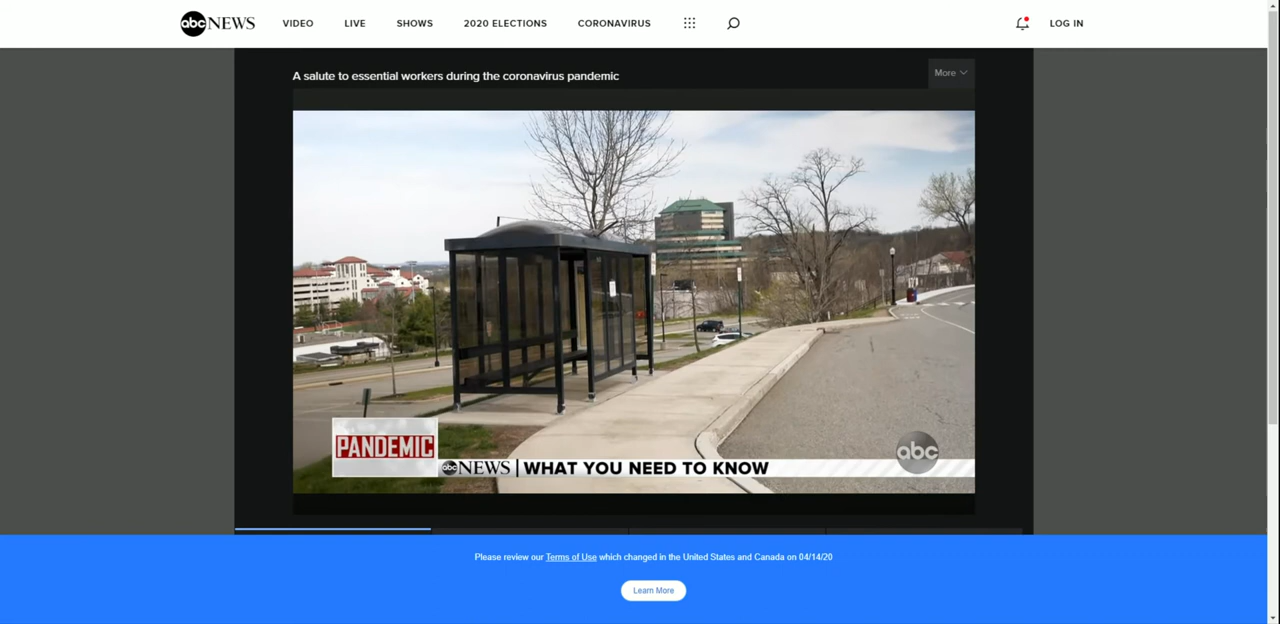 abc NEWS VIDEO LIVE SHOWS 2020 ELECTIONS CORONAVIRUS LOG IN
A salute to essential workers during the coronavirus pandemic
More
PANDEMIC
abc NEWS | WHAT YOU NEED TO KNOW
abc
Please review our Terms of Use which changed in the United States and Canada on 04/14/20
Learn More